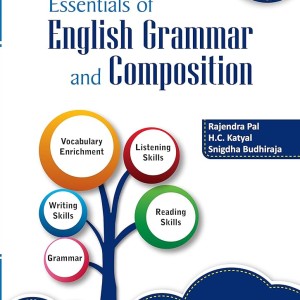 Essentials of
English Grammar
and Composition
Rajendra Pal
H.C. Katyal
Snigdha Budhiraja
Vocabulary
Enrichment
Listening
Skills
Writing
Skills
Reading
Skills
Grammar